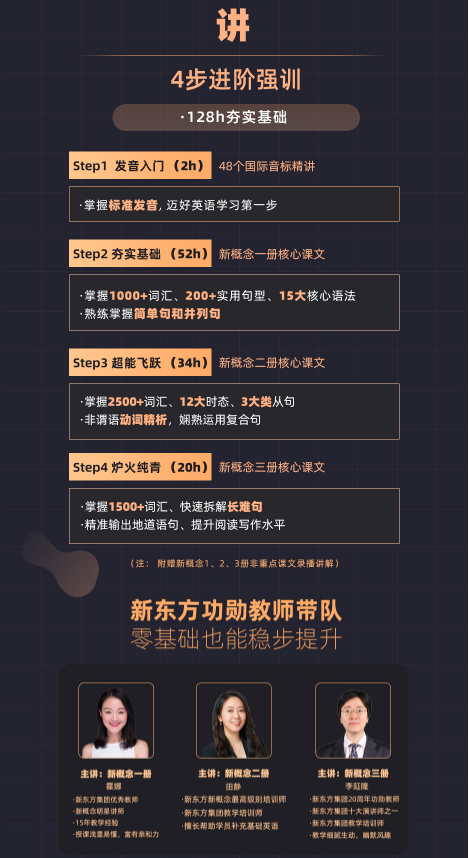 讲
4步进阶强训
·128h夯实基础
Step1 发音入门（2h） 48个国际音标精讲
·掌握标准发音, 迈好英语学习第一步
Step2 夯实基础（52h） 新概念一册核心课文
·掌握1000+词汇、200+实用句型、15大核心语法
·熟练掌握简单句和并列句
Step3 超能飞跃（34h） 新概念二册核心课文
·掌握2500+词汇、12大时态、3大类从句
·非谓语动词精析，娴熟运用复合句
Step4 炉火纯青（20h） 新概念三册核心课文
·掌握1500+词汇、快速拆解长难句
·精准输出地道语句、提升阅读写作水平
（注： 附赠新概念1、2、3册非重点课文录播讲解）
新东方功勋教师带队
零基础也能稳步提升
主讲：新概念一册
霍娜
·新东方集团优秀教师
·新概念明星讲师
·15年教学经验
·授课浅显易懂，富有亲和力
主讲：新概念二册
田静
·新东方新概念最高级别培训师
·新东方集团教学培训师
·擅长帮助学员补充基础英语
主讲：新概念三册
李延隆
·新东方集团20周年功勋教师
·新东方集团十大演讲师之一
·新东方集团教学培训师
·教学细腻生动，幽默风趣